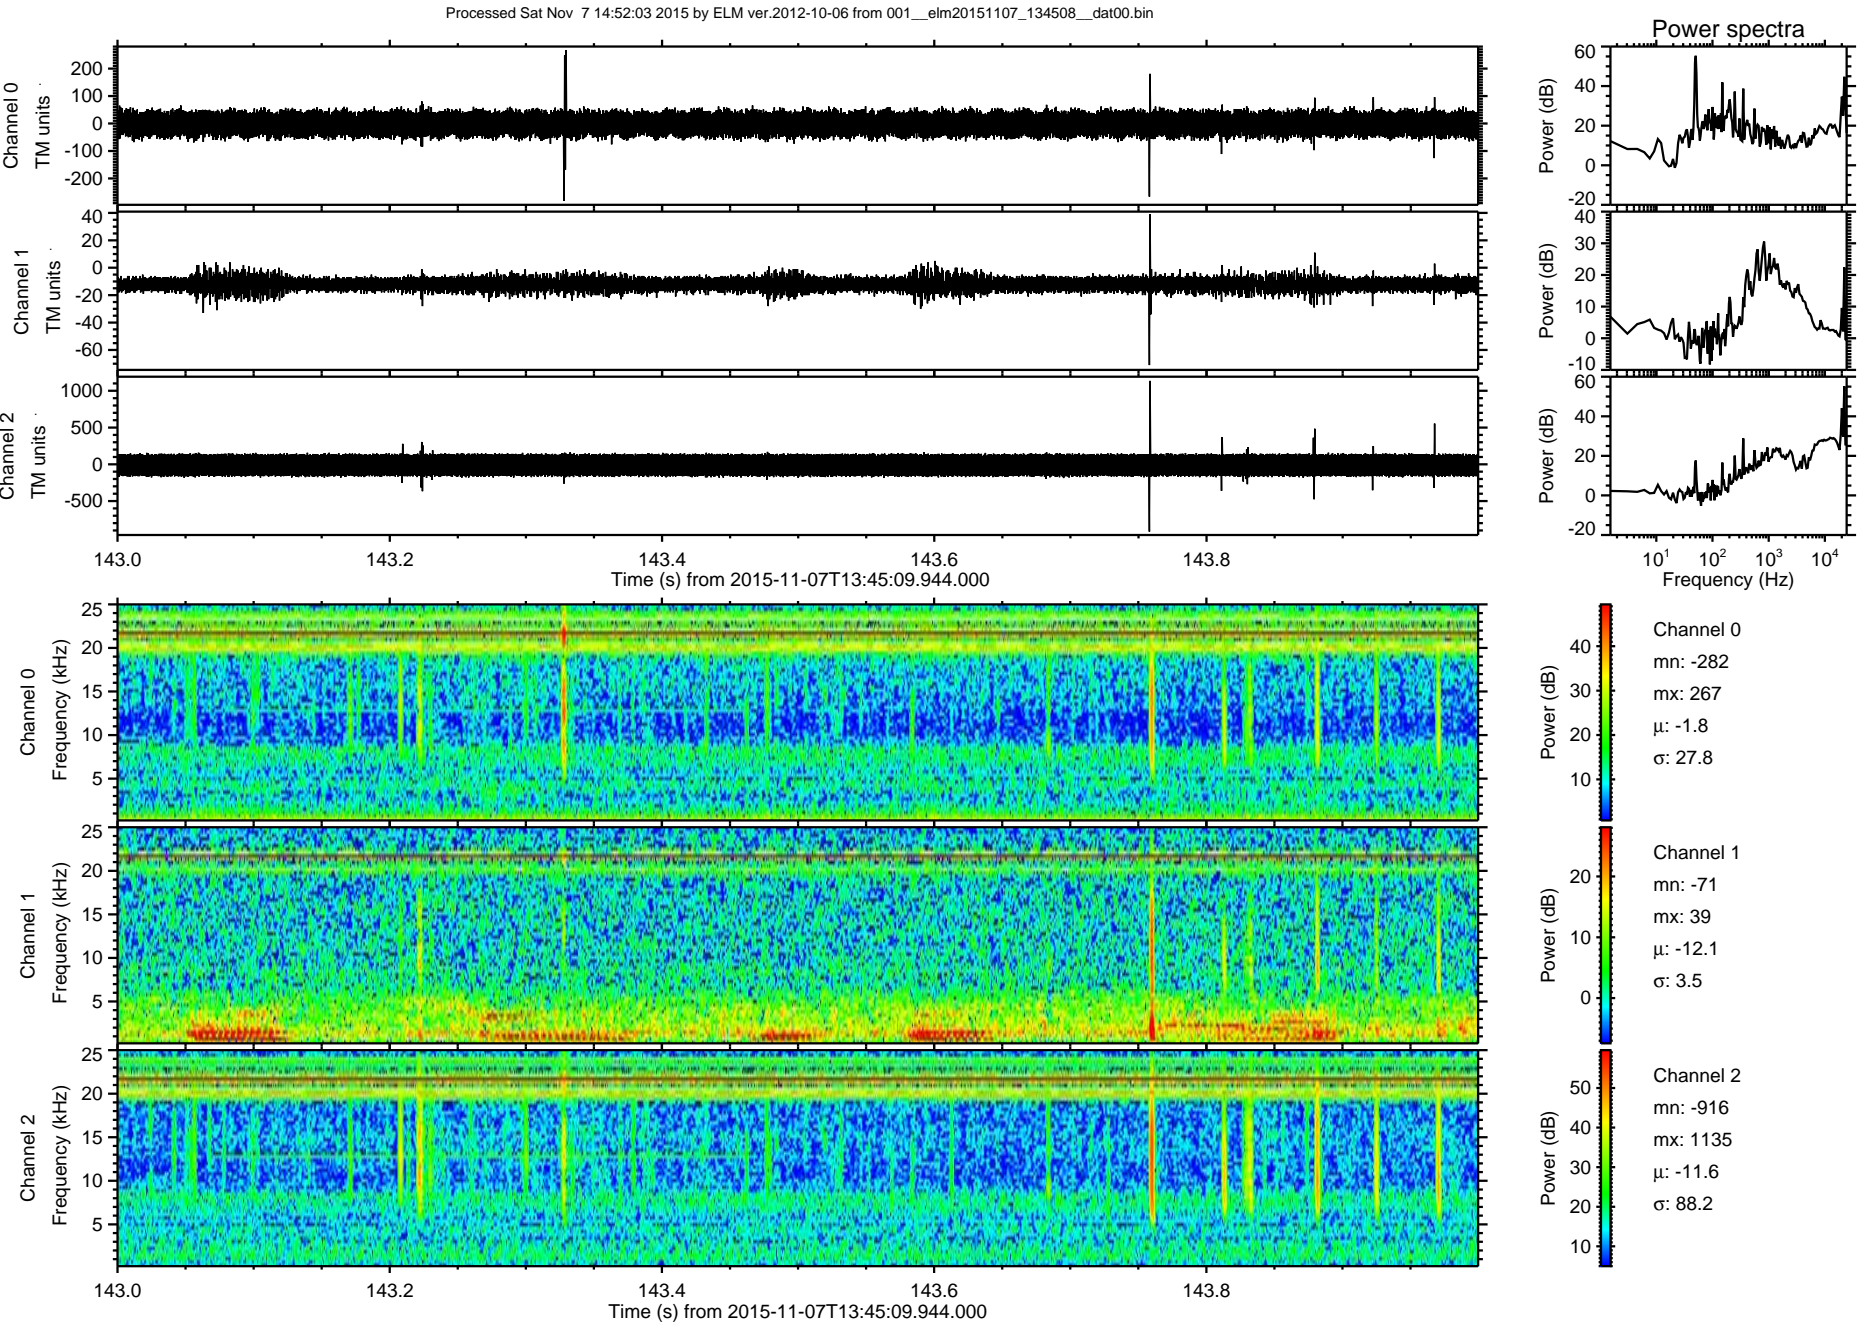 Processed Sat Nov  7 14:52:03 2015 by ELM ver.2012-10-06 from 001__elm20151107_134508__dat00.bin
Power spectra
Channel 0
TM units
200
100
0
-100
-200
Power (dB)
60
40
20
0
-20
Channel 1
TM units
40
20
0
-20
-40
-60
Power (dB)
40
30
20
10
0
-10
Channel 2
TM units
1000
500
0
-500
Power (dB)
60
40
20
0
-20
143.0 143.2 143.4 143.6 143.8
Time (s) from 2015-11-07T13:45:09.944.000
10^1 10^2 10^3 10^4
Frequency (Hz)
Channel 0
Frequency (kHz)
25
20
15
10
5
Power (dB)
40
30
20
10
Channel 0
mn: -282
mx: 267
μ: -1.8
σ: 27.8
Channel 1
Frequency (kHz)
25
20
15
10
5
Power (dB)
20
10
0
Channel 1
mn: -71
mx: 39
μ: -12.1
σ: 3.5
Channel 2
Frequency (kHz)
25
20
15
10
5
Power (dB)
50
40
30
20
10
Channel 2
mn: -916
mx: 1135
μ: -11.6
σ: 88.2
143.0 143.2 143.4 143.6 143.8
Time (s) from 2015-11-07T13:45:09.944.000